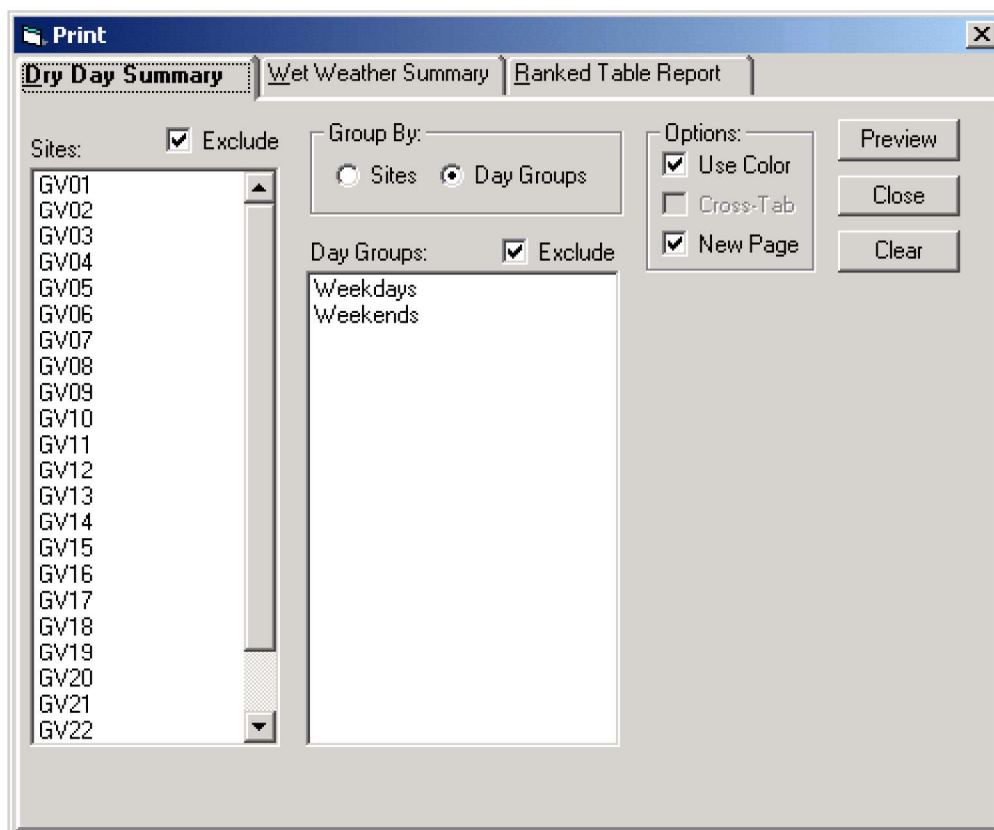 Print
Dry Day Summary
Wet Weather Summary
Ranked Table Report
Sites:
Exclude
GV01
GV02
GV03
GV04
GV05
GV06
GV07
GV08
GV09
GV10
GV11
GV12
GV13
GV14
GV15
GV16
GV17
GV18
GV19
GV20
GV21
GV22
Group By:
Sites
Day Groups
Day Groups:
Exclude
Weekdays
Weekends
Options:
Use Color
Cross-Tab
New Page
Preview
Close
Clear